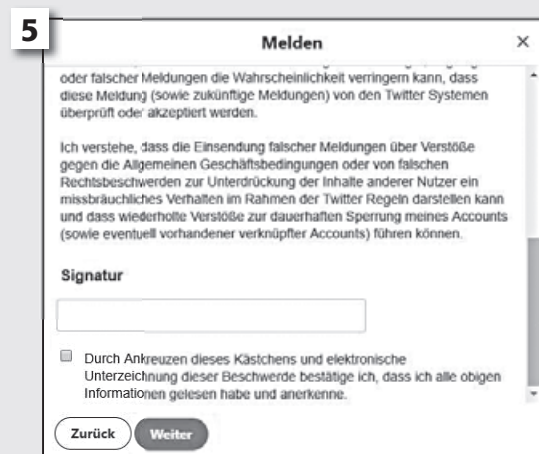 5
Melden
oder falscher Meldungen die Wahrscheinlichkeit verringern kann, dass
diese Meldung (sowie zukünftige Meldungen) von den Twitter Systemen
überprüft oder akzeptiert werden.
Ich verstehe, dass die Einsendung falscher Meldungen über Verstöße
gegen die Allgemeinen Geschäftsbedingungen oder von falschen
Rechtsbeschwerden zur Unterdrückung der Inhalte anderer Nutzer ein
missbräuchliches Verhalten im Rahmen der Twitter Regeln darstellen kann
und dass wiederholte Verstöße zur dauerhaften Sperrung meines Accounts
(sowie eventuell vorhandener verknüpfter Accounts) führen können.
Signatur
Durch Ankreuzen dieses Kästchens und elektronische
Unterzeichnung dieser Beschwerde bestätige ich, dass ich alle obigen
Informationen gelesen habe und anerkenne.
Zurück Weiter